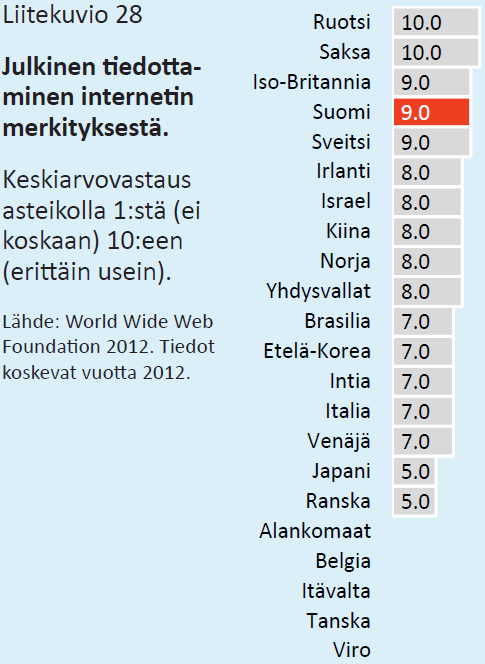 Liitekuvio 28
Julkinen tiedotta-
minen internetin
merkityksestä.
Keskiarvovastaus
asteikolla 1:stä (ei
koskaan) 10:een
(erittäin usein).
Lähde: World Wide Web
Foundation 2012. Tiedot
koskevat vuotta 2012.
Ruotsi 10.0
Saksa 10.0
Iso-Britannia 9.0
Suomi 9.0
Sveitsi 9.0
Irlanti 8.0
Israel 8.0
Kiina 8.0
Norja 8.0
Yhdysvallat 8.0
Brasilia 7.0
Etelä-Korea 7.0
Intia 7.0
Italia 7.0
Venäjä 7.0
Japani 5.0
Ranska 5.0
Alankomaat
Belgia
Itävalta
Tanska
Viro